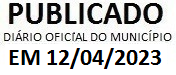 PUBLICADO
DIÁRIO OFICIAL DO MUNICÍPIO
EM 12/04/2023